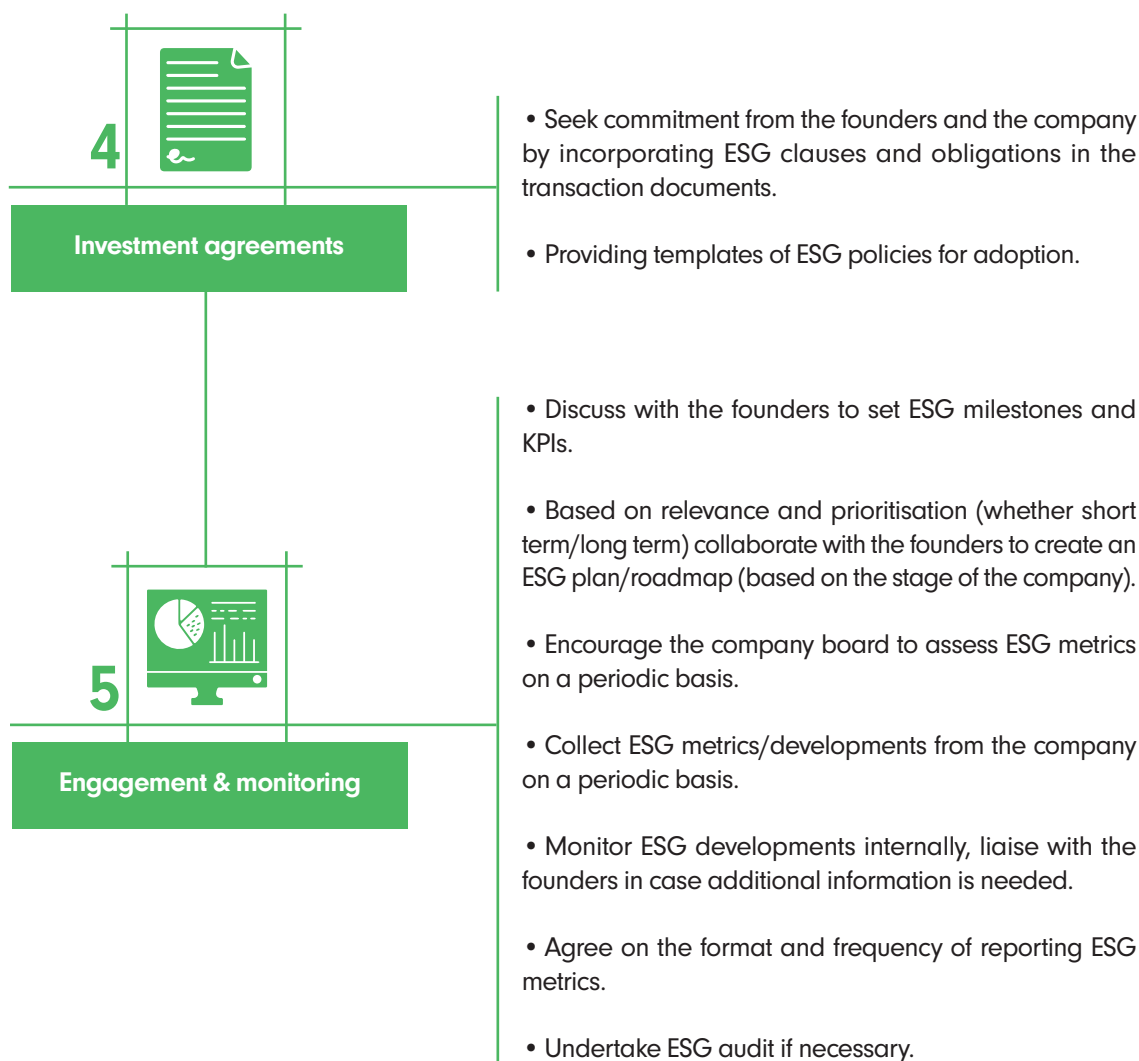 4
Investment agreements
• Seek commitment from the founders and the company
by incorporating ESG clauses and obligations in the
transaction documents.
• Providing templates of ESG policies for adoption.
5
Engagement & monitoring
• Discuss with the founders to set ESG milestones and
KPIs.
• Based on relevance and prioritisation (whether short
term/long term) collaborate with the founders to create an
ESG plan/roadmap (based on the stage of the company).
• Encourage the company board to assess ESG metrics
on a periodic basis.
• Collect ESG metrics/developments from the company
on a periodic basis.
• Monitor ESG developments internally, liaise with the
founders in case additional information is needed.
• Agree on the format and frequency of reporting ESG
metrics.
• Undertake ESG audit if necessary.